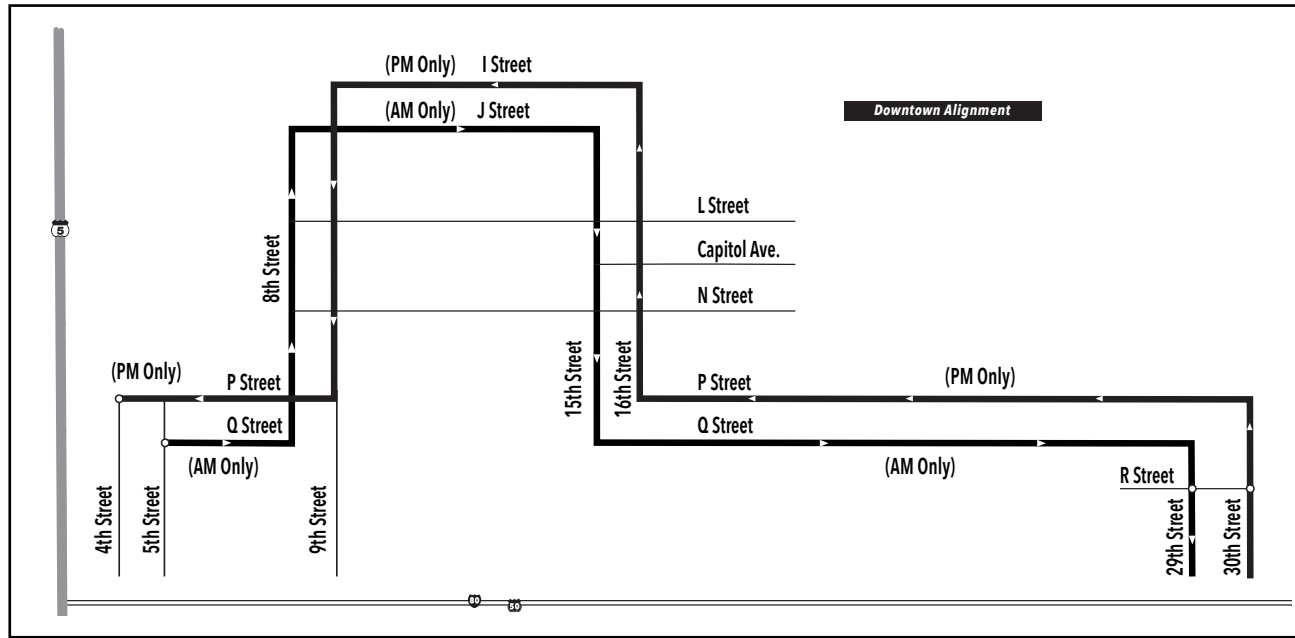 (PM Only) I Street
(AM Only) J Street
Downtown Alignment
L Street
5
Capitol Ave.
8th Street
N Street
(PM Only)
P Street
15th Street
16th Street
P Street
(PM Only)
Q Street
Q Street
(AM Only)
(AM Only)
R Street
4th Street
5th Street
9th Street
29th Street
30th Street
80
50